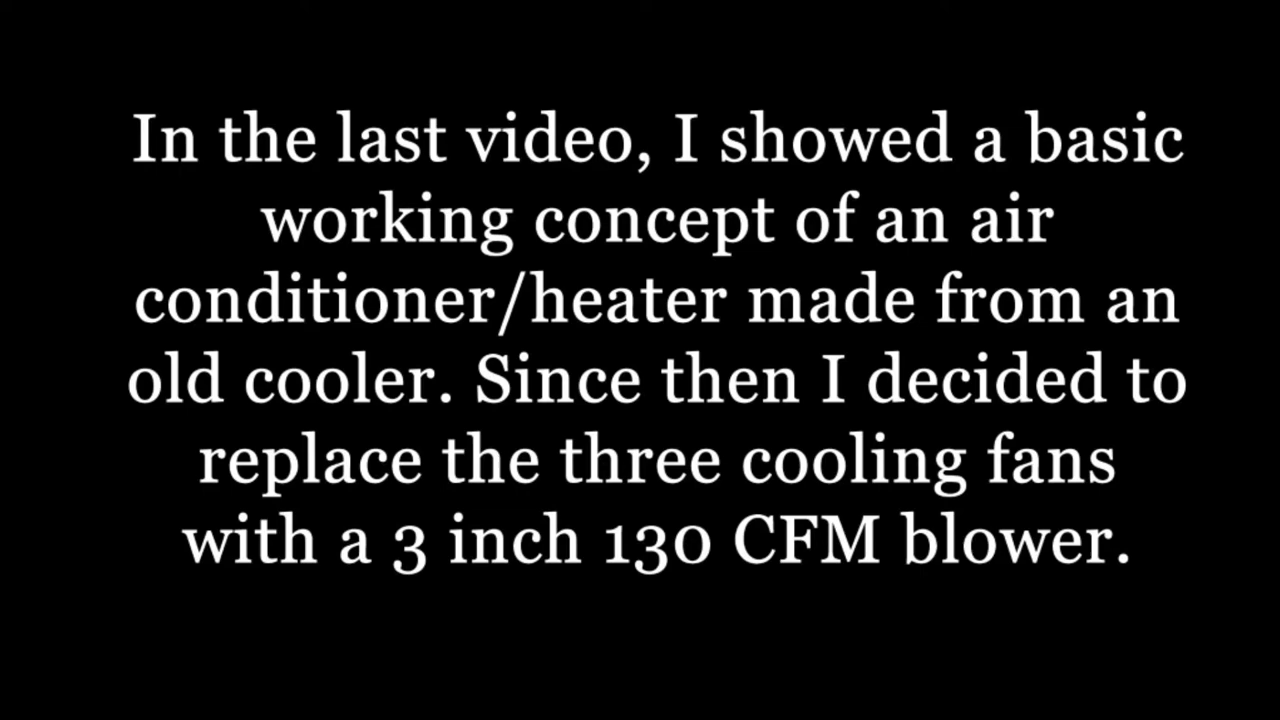 In the last video, I showed a basic
working concept of an air
conditioner/heater made from an
old cooler. Since then I decided to
replace the three cooling fans
with a 3 inch 130 CFM blower.